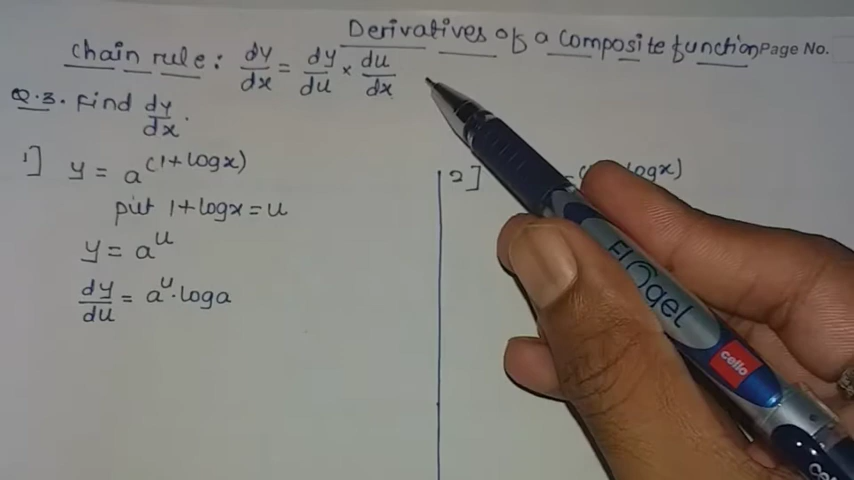 Derivatives of a composite function Page No.
Chain rule: dy/dx = dy/du × du/dx
Q.3. Find dy/dx.
1] y = a^(1+logx)
put 1+logx = u
y = a^u
dy/du = a^u · loga
2] logx)
FLOgel
cello
cello